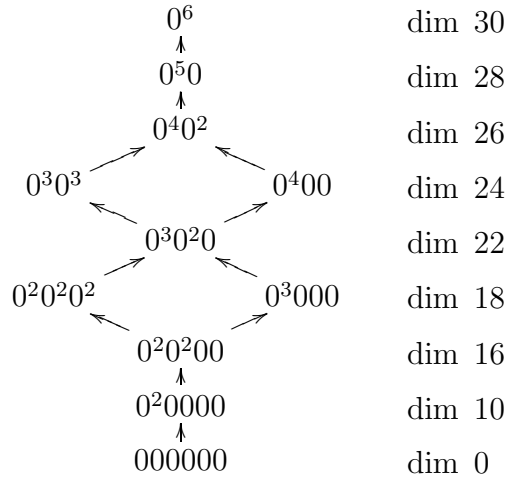 0⁶ dim 30
0⁵0 dim 28
0⁴0² dim 26
0³0³ 0⁴00 dim 24
0³0²0 dim 22
0²0²0² 0³000 dim 18
0²0²00 dim 16
0²0000 dim 10
000000 dim 0